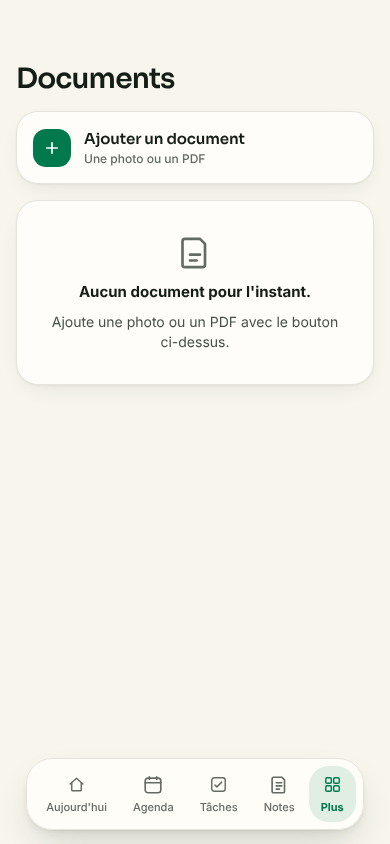 Documents
Ajouter un document
Une photo ou un PDF
Aucun document pour l'instant.
Ajoute une photo ou un PDF avec le bouton
ci-dessus.
Aujourd'hui
Agenda
Tâches
Notes
Plus